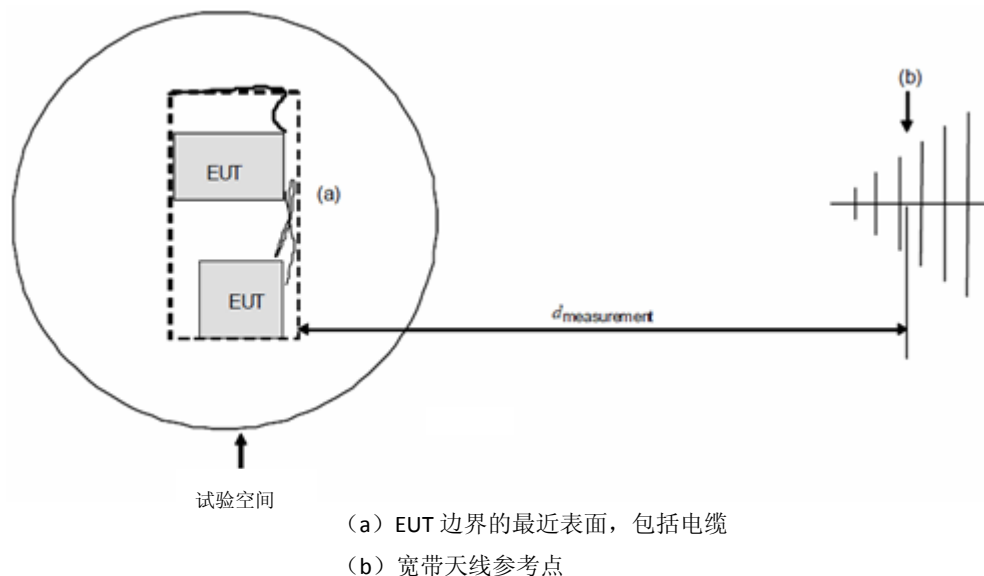 (b)
EUT
(a)
EUT
dmeasurement
试验空间
（a）EUT 边界的最近表面，包括电缆
（b）宽带天线参考点